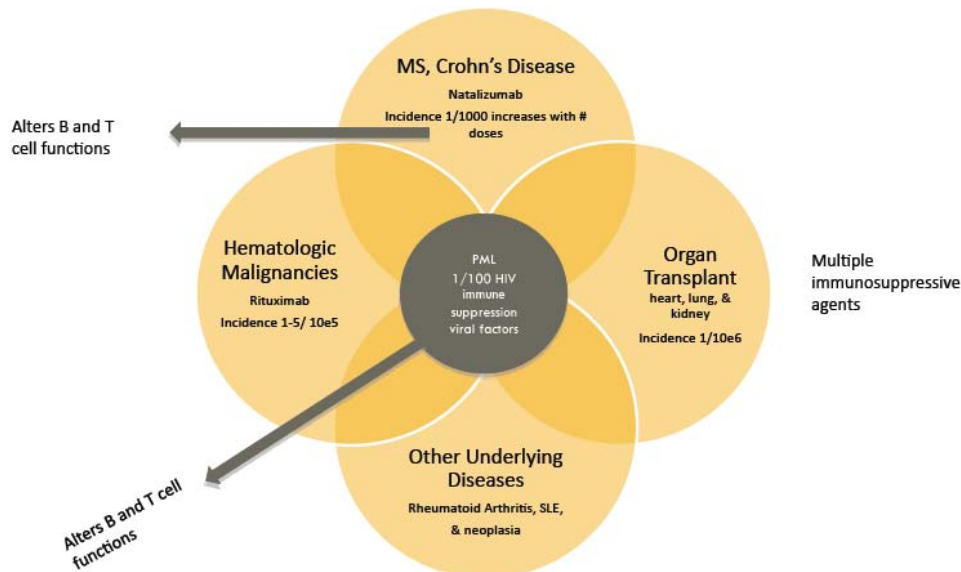 MS, Crohn's Disease
Natalizumab
Incidence 1/1000 increases with #
doses
Alters B and T
cell functions
Hematologic
Malignancies
Rituximab
Incidence 1-5/ 10e5
PML
1/100 HIV
immune
suppression
viral factors
Organ
Transplant
heart, lung, &
kidney
Incidence 1/10e6
Multiple
immunosuppressive
agents
Other Underlying
Diseases
Rheumatoid Arthritis, SLE,
& neoplasia
Alters B and T cell
functions